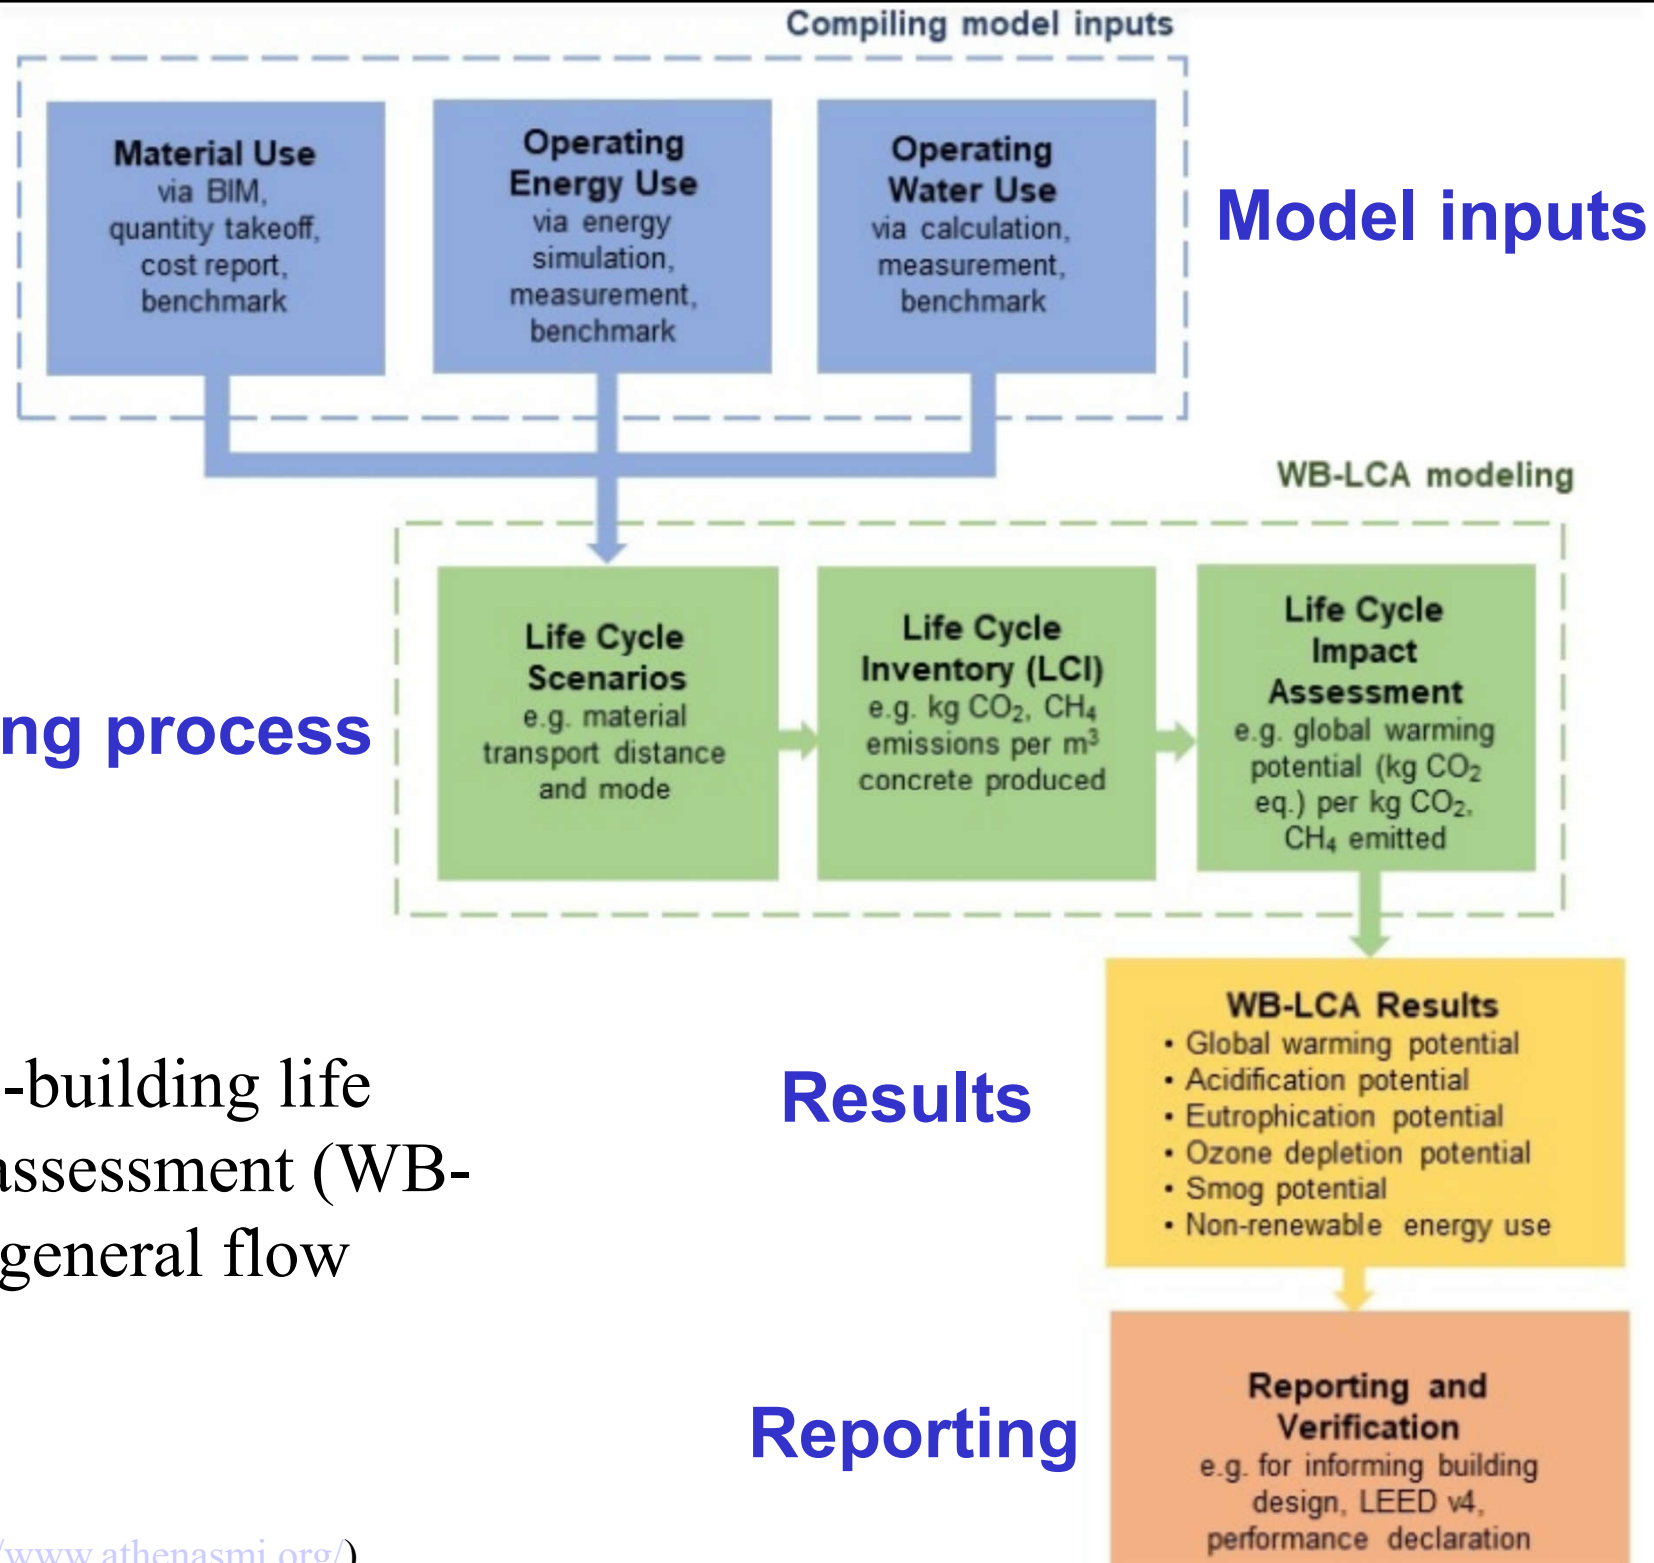 Compiling model inputs
Material Use
via BIM,
quantity takeoff,
cost report,
benchmark
Operating
Energy Use
via energy
simulation,
measurement,
benchmark
Operating
Water Use
via calculation,
measurement,
benchmark
Model inputs
WB-LCA modeling
ng process
Life Cycle
Scenarios
e.g. material
transport distance
and mode
Life Cycle
Inventory (LCI)
e.g. kg CO₂, CH₄
emissions per m³
concrete produced
Life Cycle
Impact
Assessment
e.g. global warming
potential (kg CO₂
eq.) per kg CO₂,
CH₄ emitted
-building life
assessment (WB-
general flow
Results
WB-LCA Results
• Global warming potential
• Acidification potential
• Eutrophication potential
• Ozone depletion potential
• Smog potential
• Non-renewable energy use
Reporting
Reporting and
Verification
e.g. for informing building
design, LEED v4,
performance declaration
/www.athenasmi.org/)